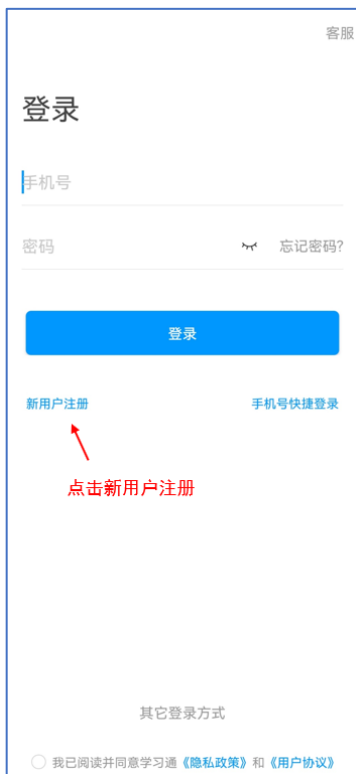 客服
登录
手机号
密码 忘记密码?
登录
新用户注册 手机号快捷登录
点击新用户注册
其它登录方式
我已阅读并同意学习通《隐私政策》和《用户协议》